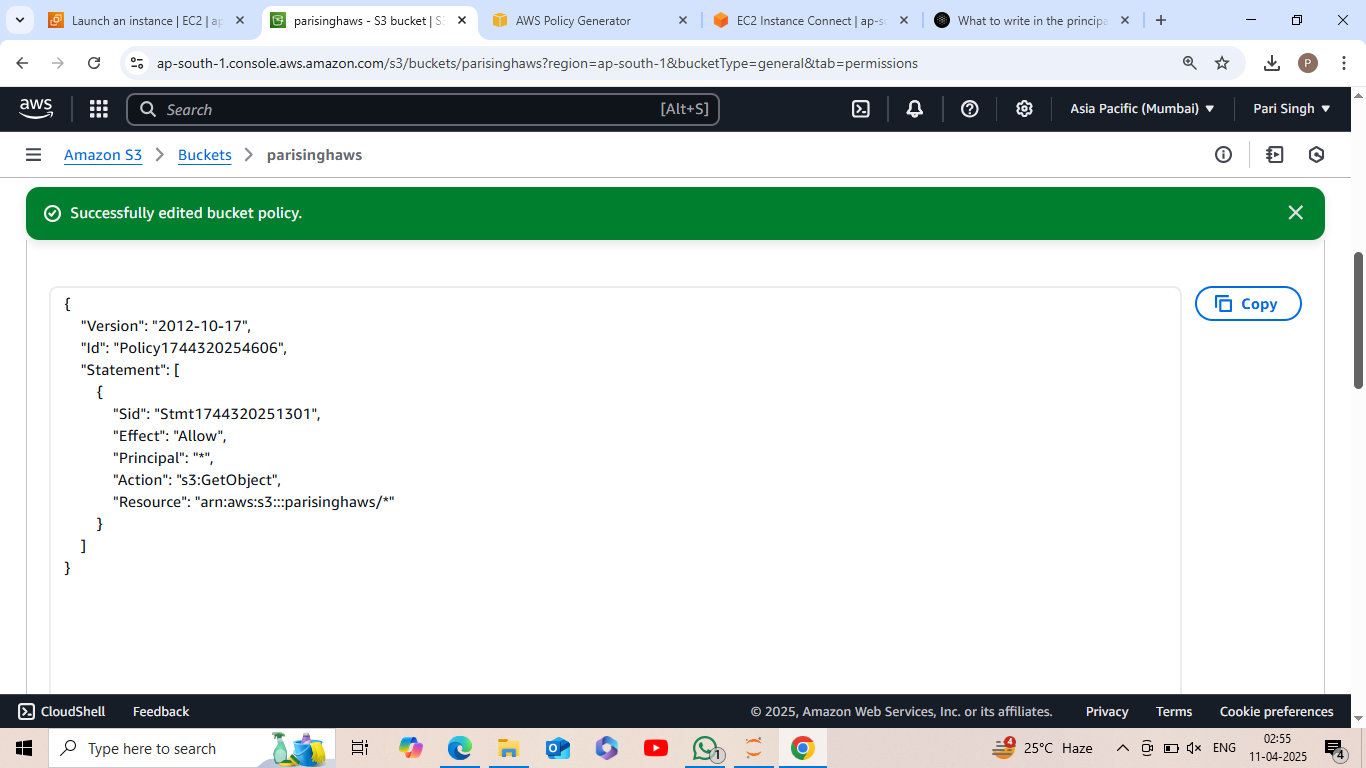 Launch an instance | EC2 | ap
parisinghaws - S3 bucket | S
AWS Policy Generator
EC2 Instance Connect | ap-s
What to write in the principa
ap-south-1.console.aws.amazon.com/s3/buckets/parisinghaws?region=ap-south-1&bucketType=general&tab=permissions
P
aws
Search
[Alt+S]
Asia Pacific (Mumbai)
Pari Singh
Amazon S3
Buckets
parisinghaws
Successfully edited bucket policy.
Copy
{
"Version": "2012-10-17",
"Id": "Policy1744320254606",
"Statement": [
{
"Sid": "Stmt1744320251301",
"Effect": "Allow",
"Principal": "*",
"Action": "s3:GetObject",
"Resource": "arn:aws:s3:::parisinghaws/*"
}
]
}
CloudShell
Feedback
© 2025, Amazon Web Services, Inc. or its affiliates.
Privacy
Terms
Cookie preferences
Type here to search
1
4
25°C Haze
ENG
02:55
11-04-2025
4